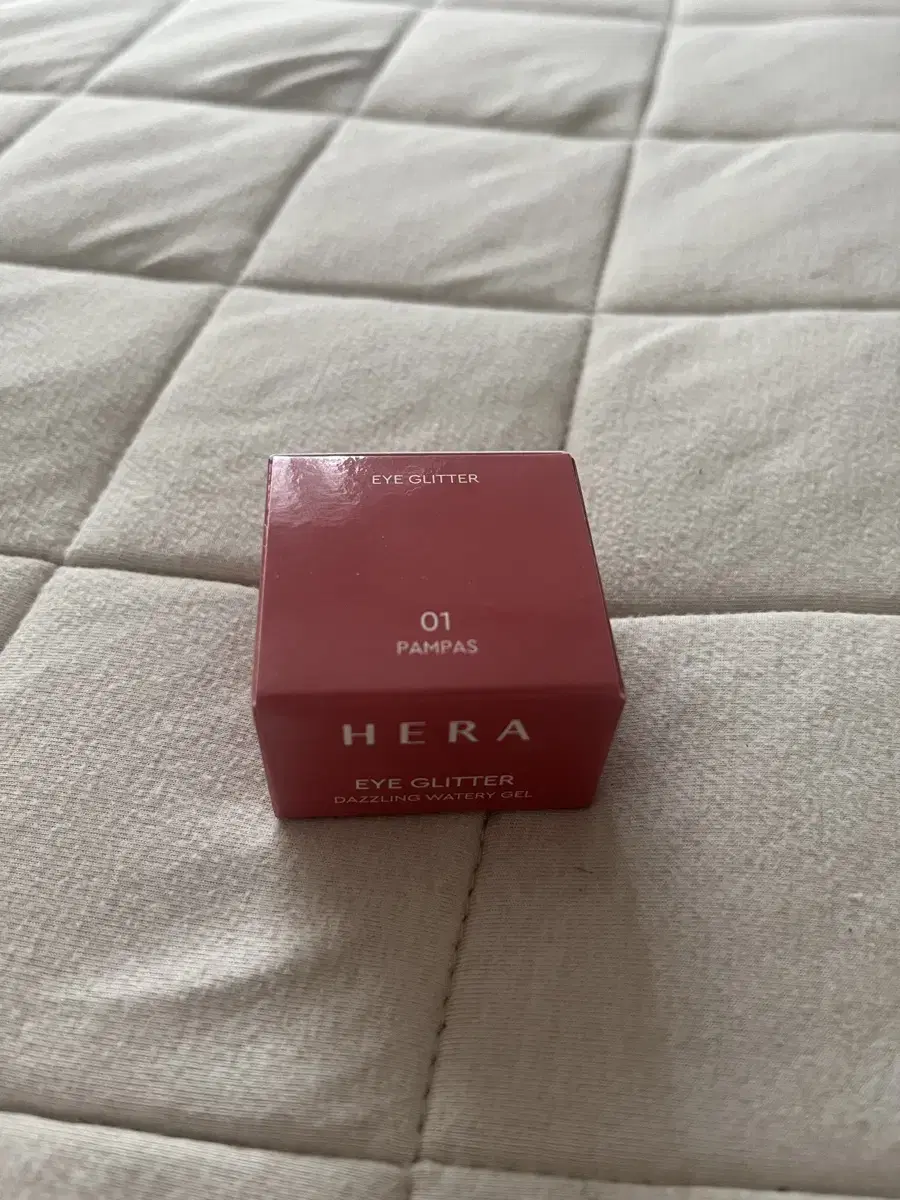 EYE GLITTER
01
PAMPAS
HERA
EYE GLITTER
DAZZLING WATERY GEL